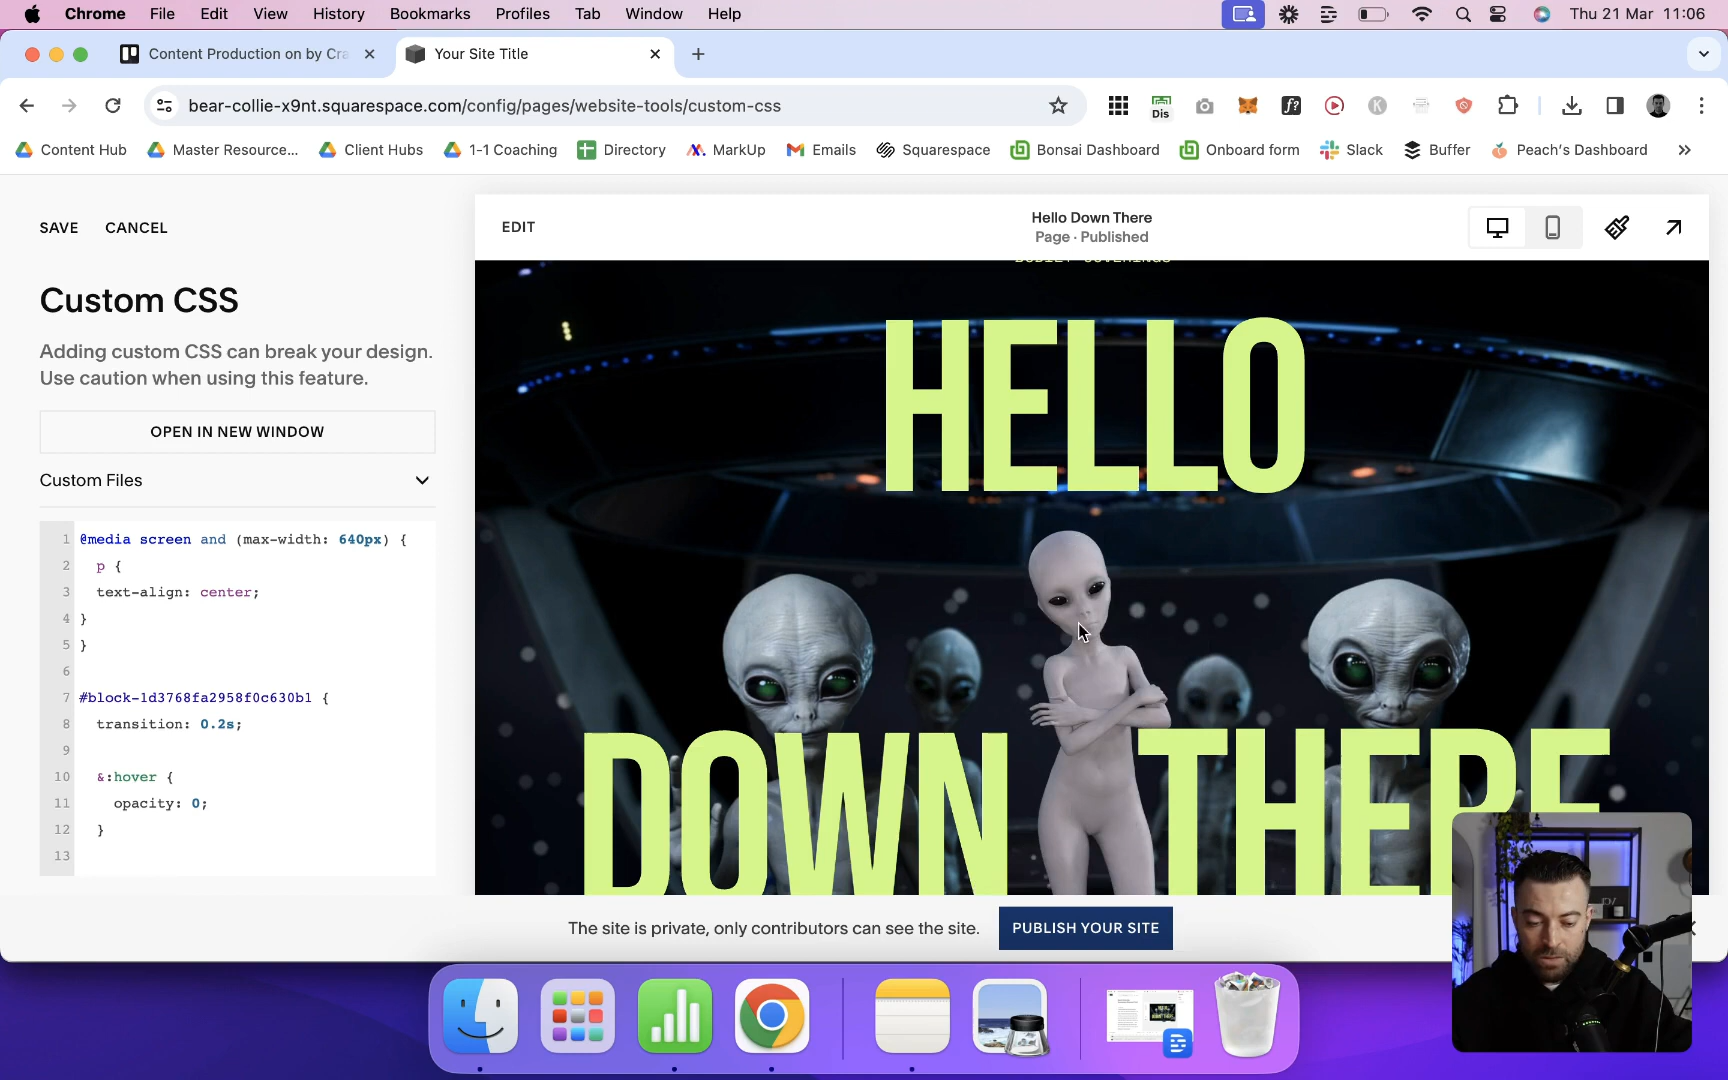 Chrome File Edit View History Bookmarks Profiles Tab Window Help Thu 21 Mar 11:06
Content Production on by Cra Your Site Title
bear-collie-x9nt.squarespace.com/config/pages/website-tools/custom-css
f? K Dis
Content Hub Master Resource... Client Hubs 1-1 Coaching Directory MarkUp Emails Squarespace Bonsai Dashboard Onboard form Slack Buffer Peach's Dashboard
SAVE CANCEL
EDIT
Hello Down There
Page · Published
Custom CSS
Adding custom CSS can break your design.
Use caution when using this feature.
OPEN IN NEW WINDOW
Custom Files
1 @media screen and (max-width: 640px) {
2 p {
3 text-align: center;
4 }
5 }
6
7 #block-1d3768fa2958f0c630b1 {
8 transition: 0.2s;
9
10 &:hover {
11 opacity: 0;
12 }
13
HELLO
DOWN THERE
The site is private, only contributors can see the site. PUBLISH YOUR SITE